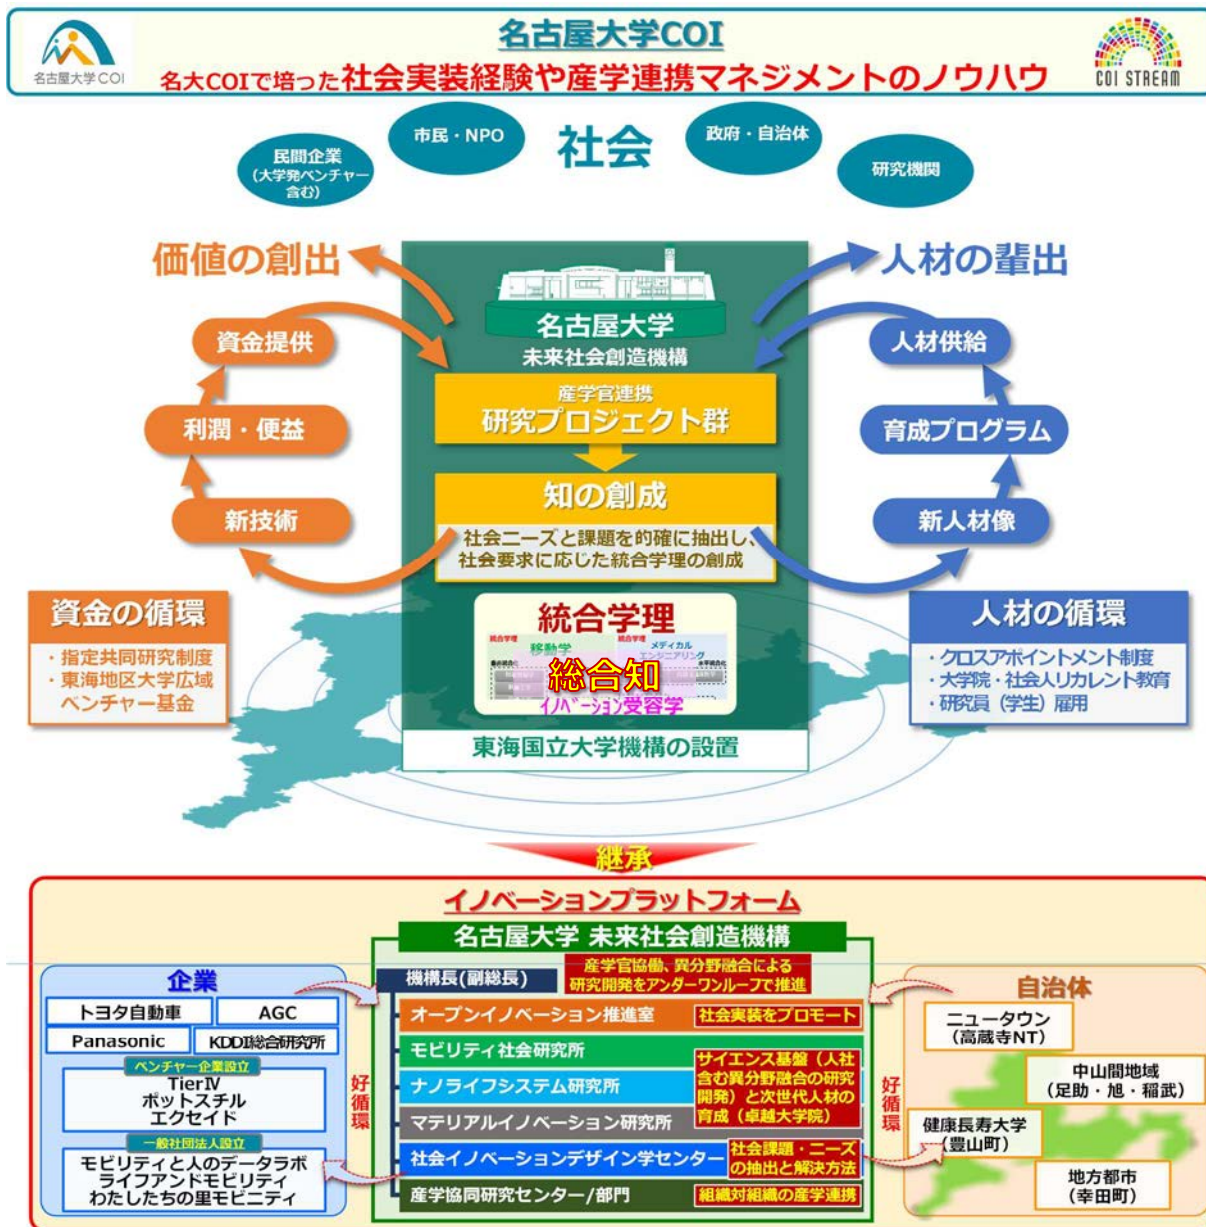 名古屋大学COI
名古屋大学COI
名大COIで培った社会実装経験や産学連携マネジメントのノウハウ
COI STREAM
民間企業
(大学発ベンチャー
含む)
市民・NPO
社会
政府・自治体
研究機関
価値の創出
人材の輩出
名古屋大学
未来社会創造機構
資金提供
利潤・便益
新技術
産学官連携
研究プロジェクト群
知の創成
社会ニーズと課題を的確に抽出し、
社会要求に応じた統合学理の創成
人材供給
育成プログラム
新人材像
資金の循環
・指定共同研究制度
・東海地区大学広域
ベンチャー基金
統合学理
統合学理
移動学
統合学理
メディカル
エンジニアリング
総合知
イノベーション受容学
東海国立大学機構の設置
人材の循環
・クロスアポイントメント制度
・大学院・社会人リカレント教育
・研究員（学生）雇用
継承
イノベーションプラットフォーム
名古屋大学 未来社会創造機構
企業
トヨタ自動車
AGC
Panasonic
KDDI総合研究所
ベンチャー企業設立
TierⅣ
ポットスチル
エクセイド
一般社団法人設立
モビリティと人のデータラボ
ライフアンドモビリティ
わたしたちの里モビニティ
好循環
機構長(副総長)
産学官協働、異分野融合による
研究開発をアンダーワンルーフで推進
オープンイノベーション推進室
社会実装をプロモート
モビリティ社会研究所
ナノライフシステム研究所
マテリアルイノベーション研究所
サイエンス基盤（人社
含む異分野融合の研究
開発）と次世代人材の
育成（卓越大学院）
社会イノベーションデザイン学センター
社会課題・ニーズ
の抽出と解決方法
産学協同研究センター/部門
組織対組織の産学連携
好循環
自治体
ニュータウン
（高蔵寺NT）
中山間地域
（足助・旭・稲武）
健康長寿大学
（豊山町）
地方都市
（幸田町）